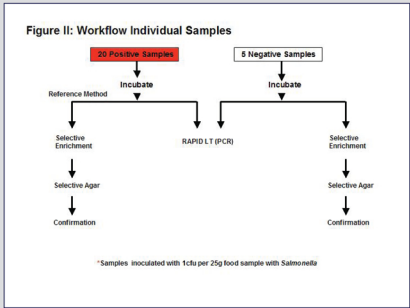 Figure II: Workflow Individual Samples
20 Positive Samples
5 Negative Samples
Incubate
Incubate
Reference Method
Selective
Enrichment
RAPID LT (PCR)
Selective
Enrichment
Selective Agar
Selective Agar
Confirmation
Confirmation
*Samples inoculated with 1cfu per 25g food sample with Salmonella